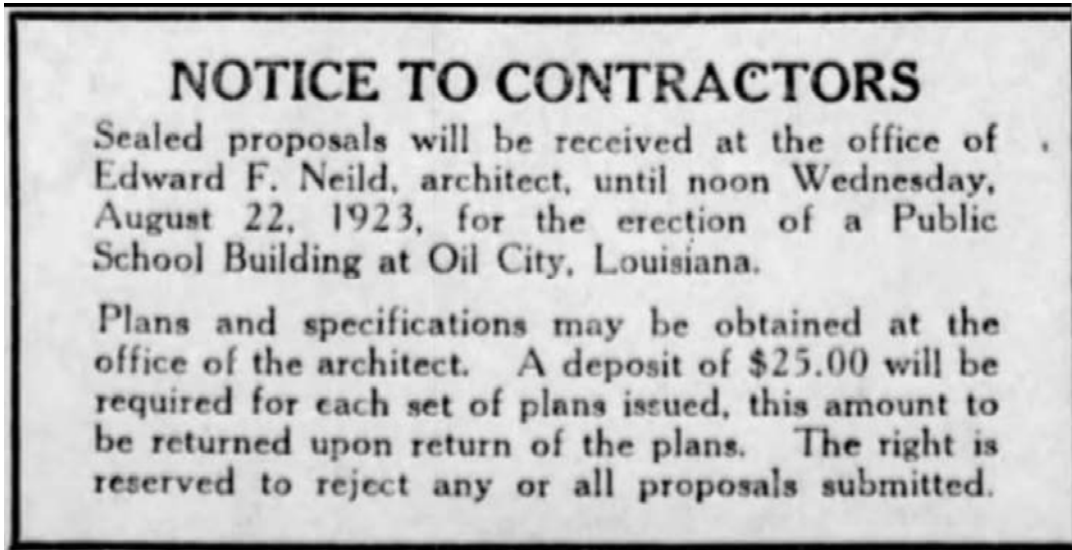 NOTICE TO CONTRACTORS
Sealed proposals will be received at the office of
Edward F. Neild, architect, until noon Wednesday,
August 22, 1923, for the erection of a Public
School Building at Oil City, Louisiana.
Plans and specifications may be obtained at the
office of the architect. A deposit of $25.00 will be
required for each set of plans issued, this amount to
be returned upon return of the plans. The right is
reserved to reject any or all proposals submitted.